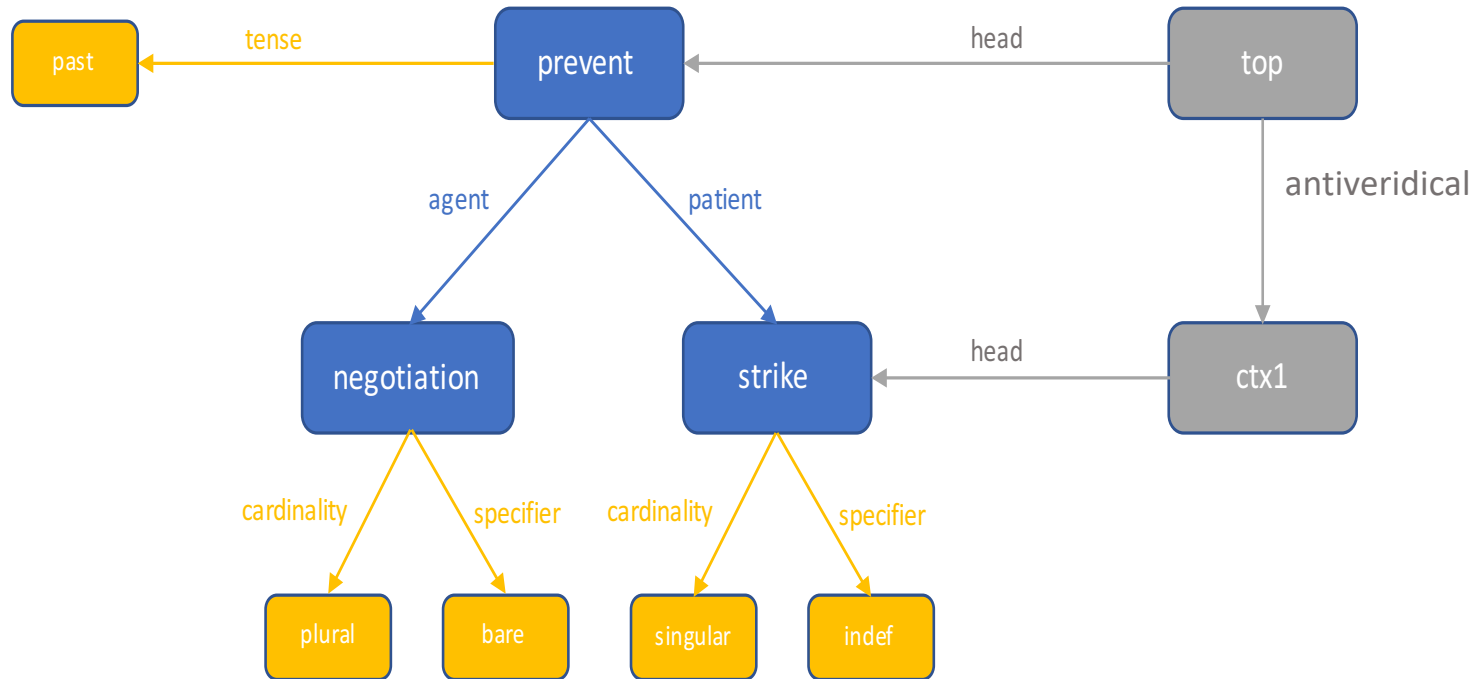 tense
head
past
prevent
top
agent
patient
antiveridical
negotiation
strike
head
ctx1
cardinality
specifier
cardinality
specifier
plural
bare
singular
indef